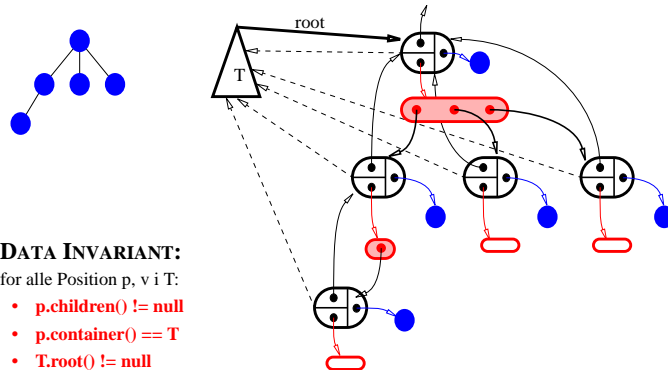 root
T
DATA INVARIANT:
for alle Position p, v i T:
• p.children() != null
• p.container() == T
• T.root() != null